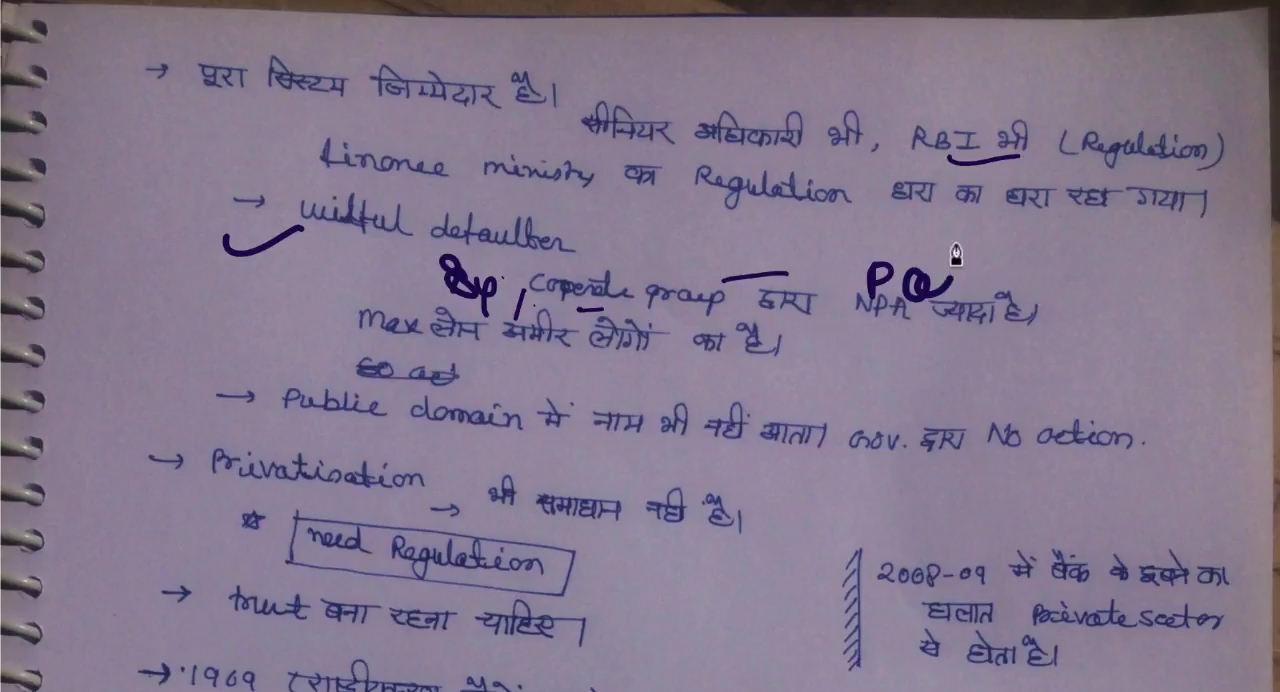 → पूरा सिस्टम जिम्मेदार है।
सीनियर अधिकारी भी, RBI भी (Regulation)
finance ministry का Regulation धरा का धरा रह गया।
→ wilful defaulter
Corporate group द्वारा NPA ज्यादा है।
Max लोन अमीर लोगों का है।
→ Public domain में नाम भी नहीं आता। Gov. द्वारा No action.
→ Privatisation → भी समाधान नही है।
* need Regulation
→ trust बना रहना चाहिए।
2008-09 में बैंक के डूबने का
हालात Private sector
से होता है।
→ 1969